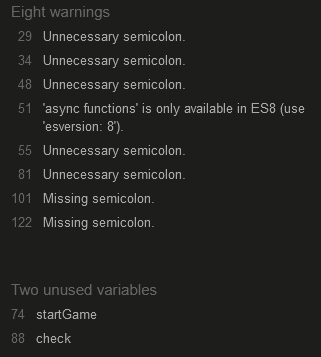 Eight warnings
29 Unnecessary semicolon.
34 Unnecessary semicolon.
48 Unnecessary semicolon.
51 'async functions' is only available in ES8 (use
'esversion: 8').
55 Unnecessary semicolon.
81 Unnecessary semicolon.
101 Missing semicolon.
122 Missing semicolon.
Two unused variables
74 startGame
88 check